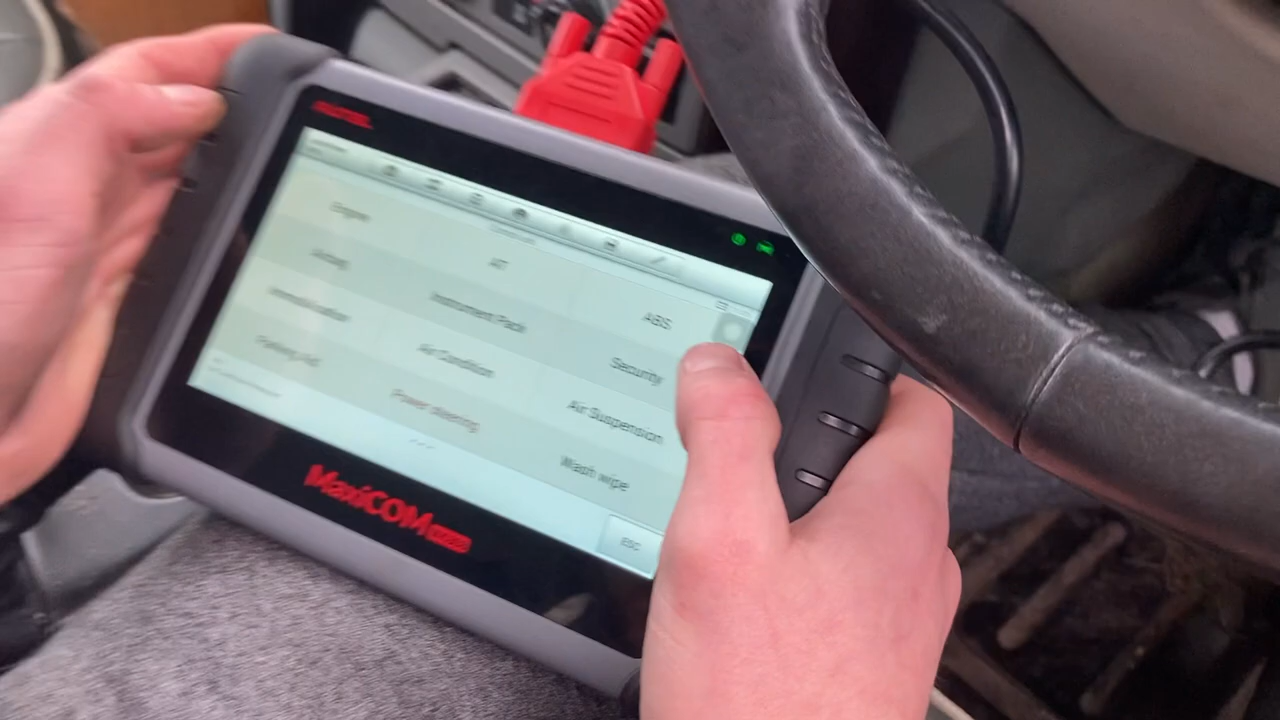 AUTEL
Engine
AT
ABS
Airbag
Instrument Pack
Security
Immobilisation
Air Condition
Air Suspension
Parking Aid
Power steering
Wash wipe
ESC
MaxiCOM